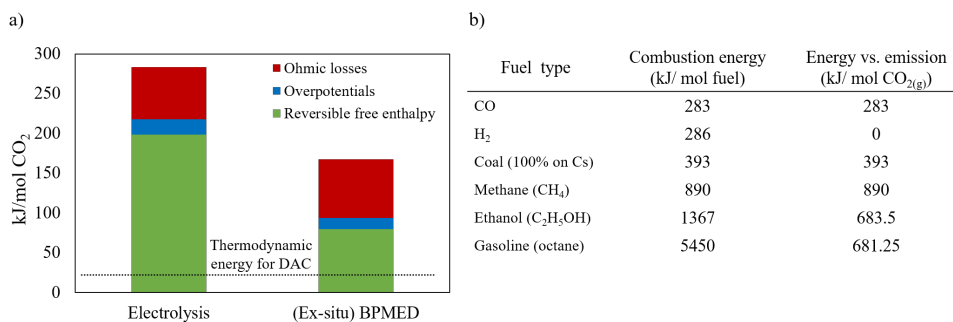 a)
300
250
200
150
100
50
0
kJ/mol CO₂
Ohmic losses
Overpotentials
Reversible free enthalpy
Thermodynamic
energy for DAC
Electrolysis
(Ex-situ) BPMED
b)
Fuel type Combustion energy (kJ/ mol fuel) Energy vs. emission (kJ/ mol CO₂(g))
CO 283 283
H₂ 286 0
Coal (100% on Cs) 393 393
Methane (CH₄) 890 890
Ethanol (C₂H₅OH) 1367 683.5
Gasoline (octane) 5450 681.25